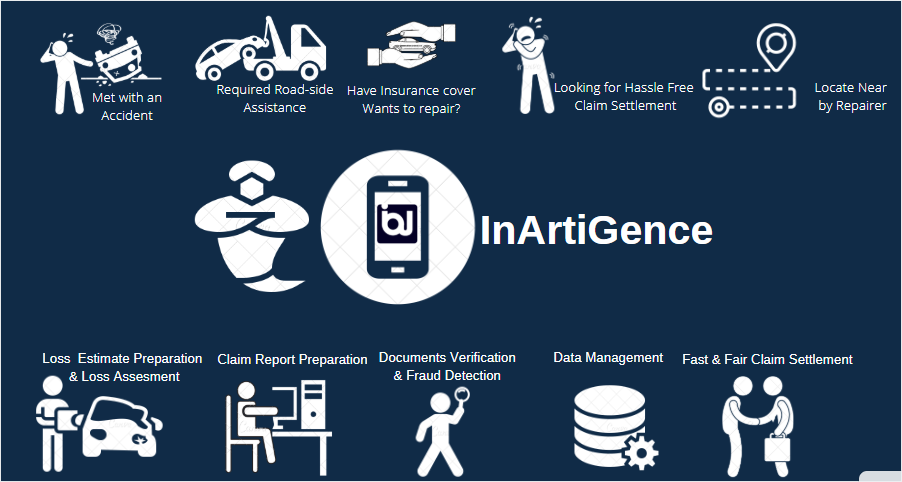 Met with an
Accident
Required Road-side
Assistance
Have Insurance cover
Wants to repair?
Looking for Hassle Free
Claim Settlement
Locate Near
by Repairer
InArtiGence
Loss Estimate Preparation
& Loss Assesment
Claim Report Preparation
Documents Verification
& Fraud Detection
Data Management
Fast & Fair Claim Settlement